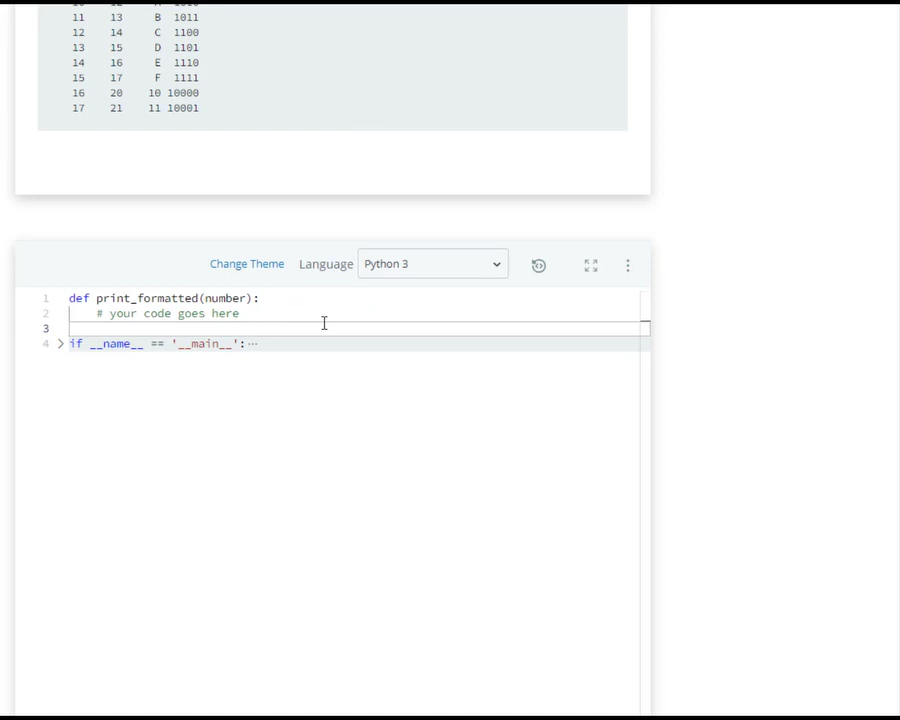 11 13 B 1011
12 14 C 1100
13 15 D 1101
14 16 E 1110
15 17 F 1111
16 20 10 10000
17 21 11 10001
Change Theme Language Python 3
1 def print_formatted(number):
2 # your code goes here
3
4 if __name__ == '__main__': ···